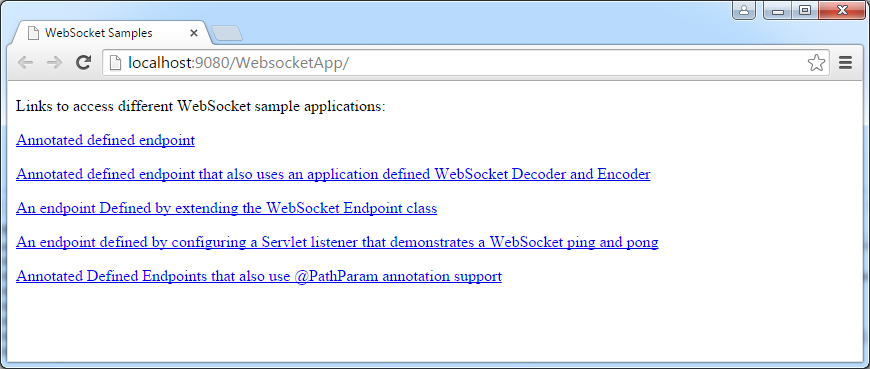 WebSocket Samples
localhost:9080/WebsocketApp/
Links to access different WebSocket sample applications:
Annotated defined endpoint
Annotated defined endpoint that also uses an application defined WebSocket Decoder and Encoder
An endpoint Defined by extending the WebSocket Endpoint class
An endpoint defined by configuring a Servlet listener that demonstrates a WebSocket ping and pong
Annotated Defined Endpoints that also use @PathParam annotation support